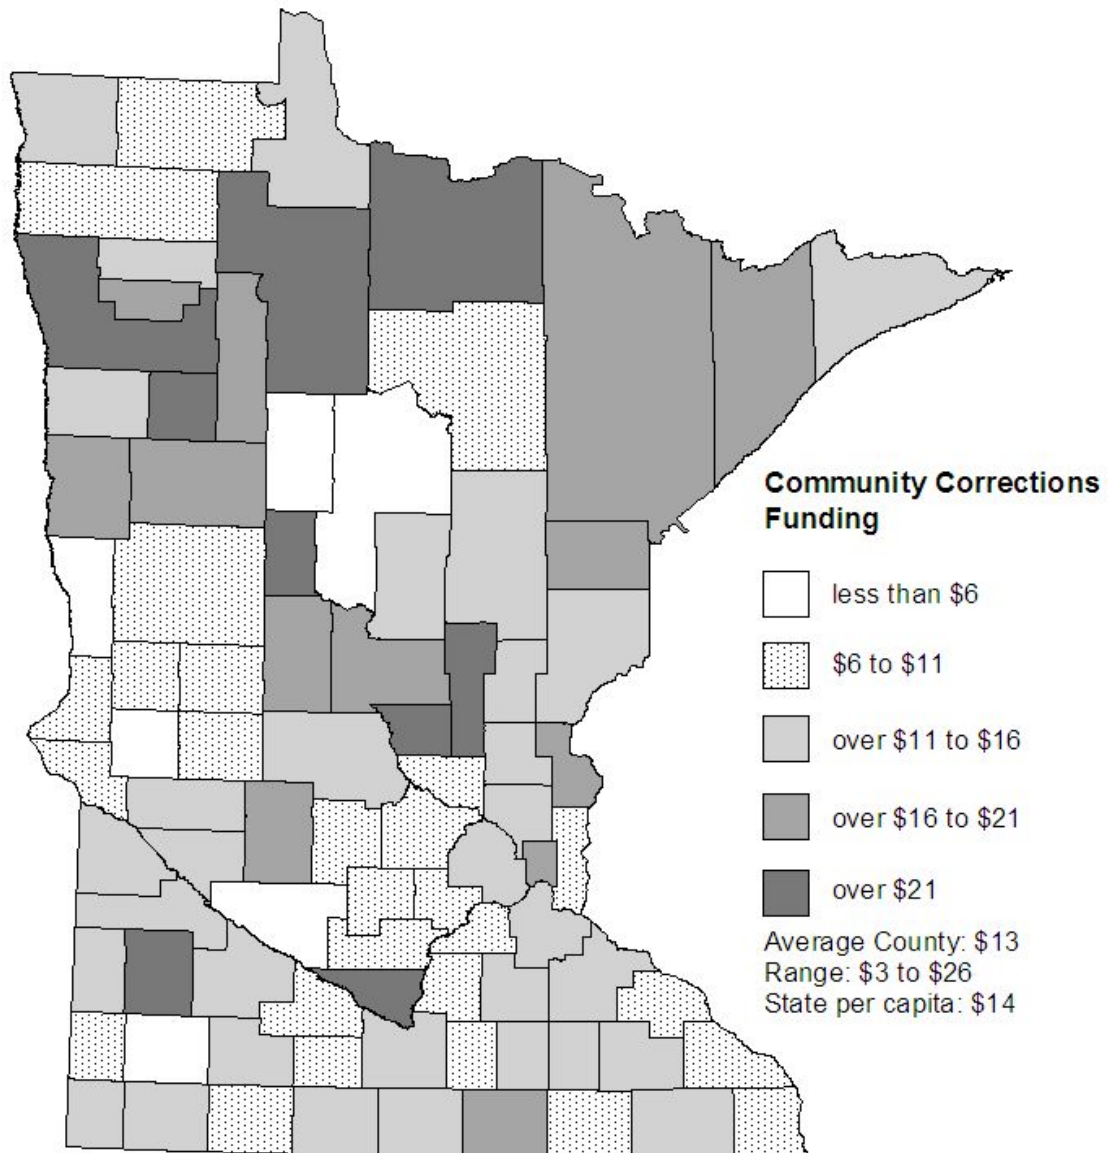 Community Corrections
Funding
less than $6
$6 to $11
over $11 to $16
over $16 to $21
over $21
Average County: $13
Range: $3 to $26
State per capita: $14